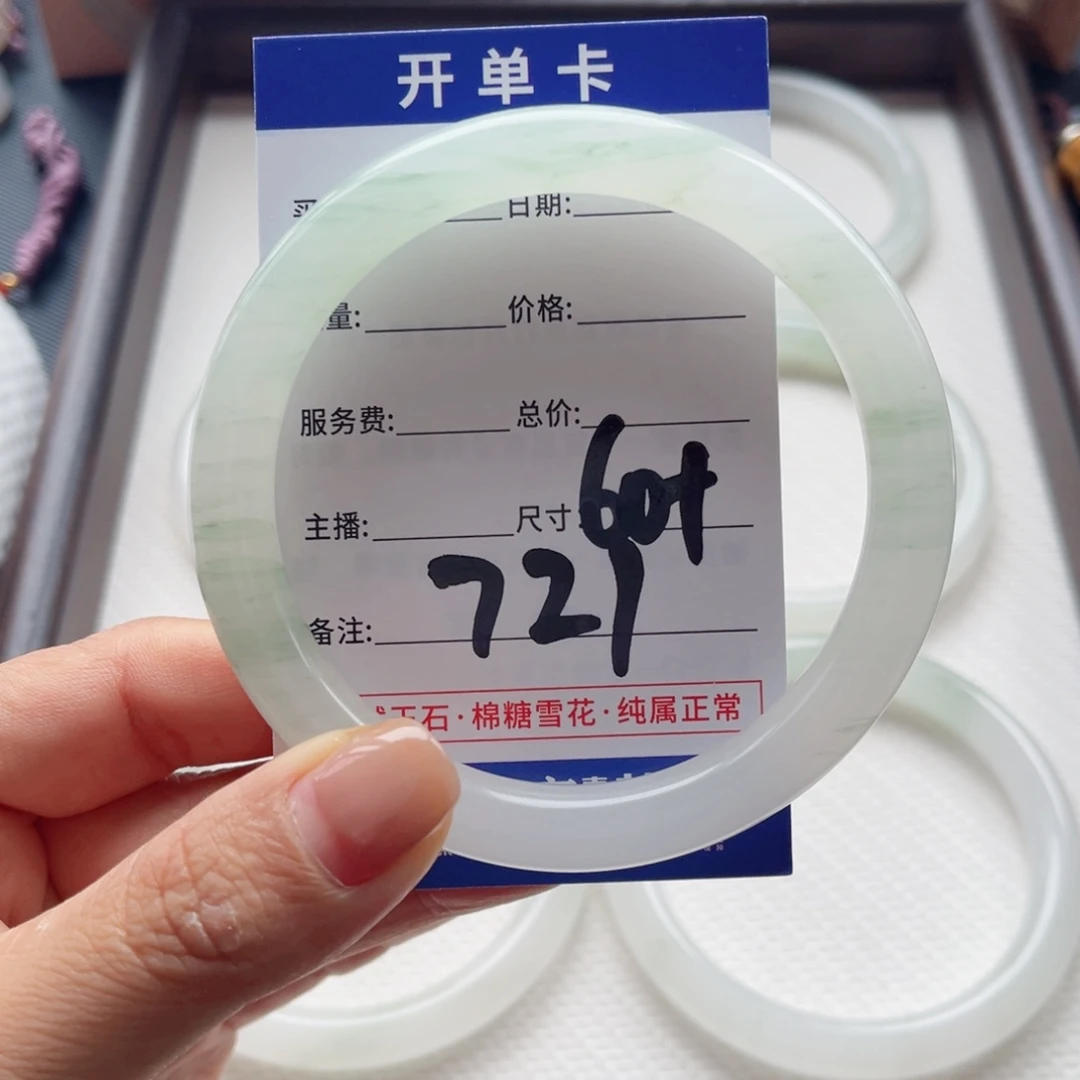 开单卡
日期:
量: 价格:
服务费: 总价:
主播: 尺寸
60+
729
备注:
玉石·棉糖雪花·纯属正常